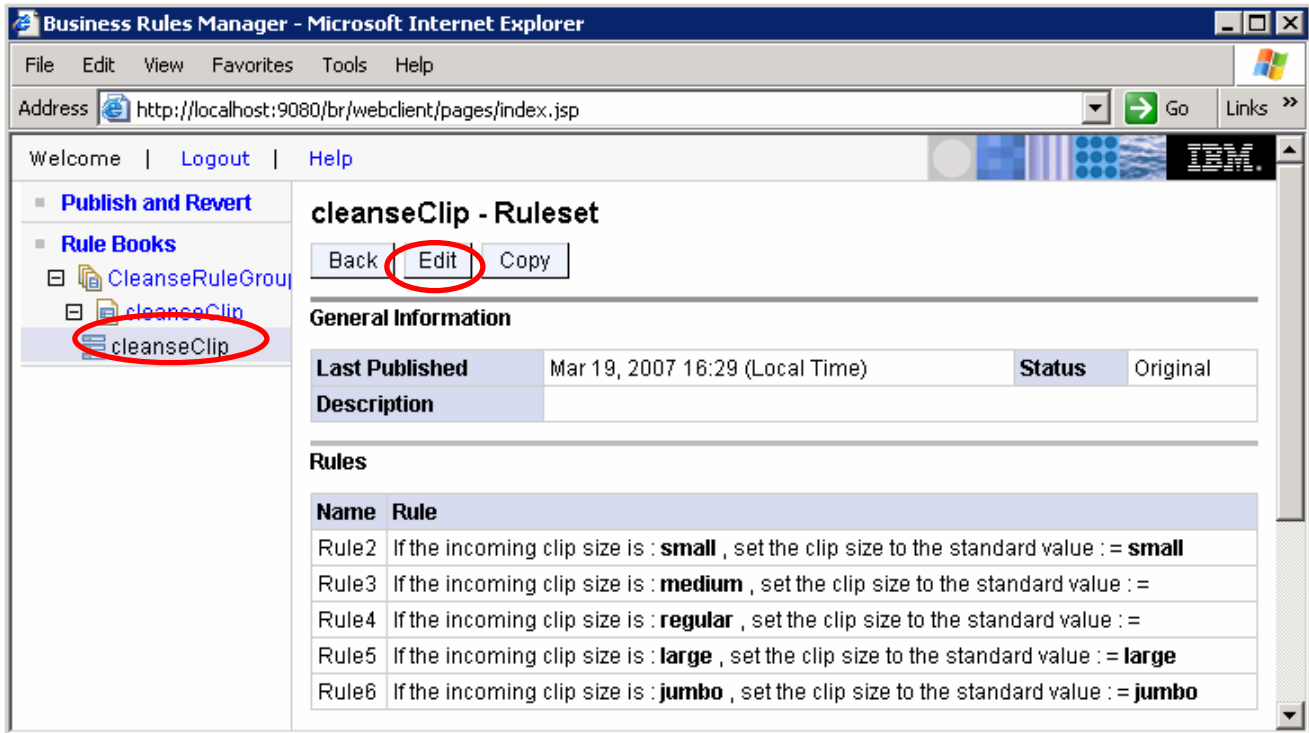 Business Rules Manager - Microsoft Internet Explorer
File Edit View Favorites Tools Help
Address http://localhost:9080/br/webclient/pages/index.jsp Go Links »
Welcome | Logout | Help IBM.
Publish and Revert
Rule Books
CleanseRuleGroup
cleanseClip
cleanseClip
cleanseClip - Ruleset
Back Edit Copy
General Information
Last Published Mar 19, 2007 16:29 (Local Time) Status Original
Description
Rules
Name Rule
Rule2 If the incoming clip size is : small , set the clip size to the standard value : = small
Rule3 If the incoming clip size is : medium , set the clip size to the standard value : =
Rule4 If the incoming clip size is : regular , set the clip size to the standard value : =
Rule5 If the incoming clip size is : large , set the clip size to the standard value : = large
Rule6 If the incoming clip size is : jumbo , set the clip size to the standard value : = jumbo